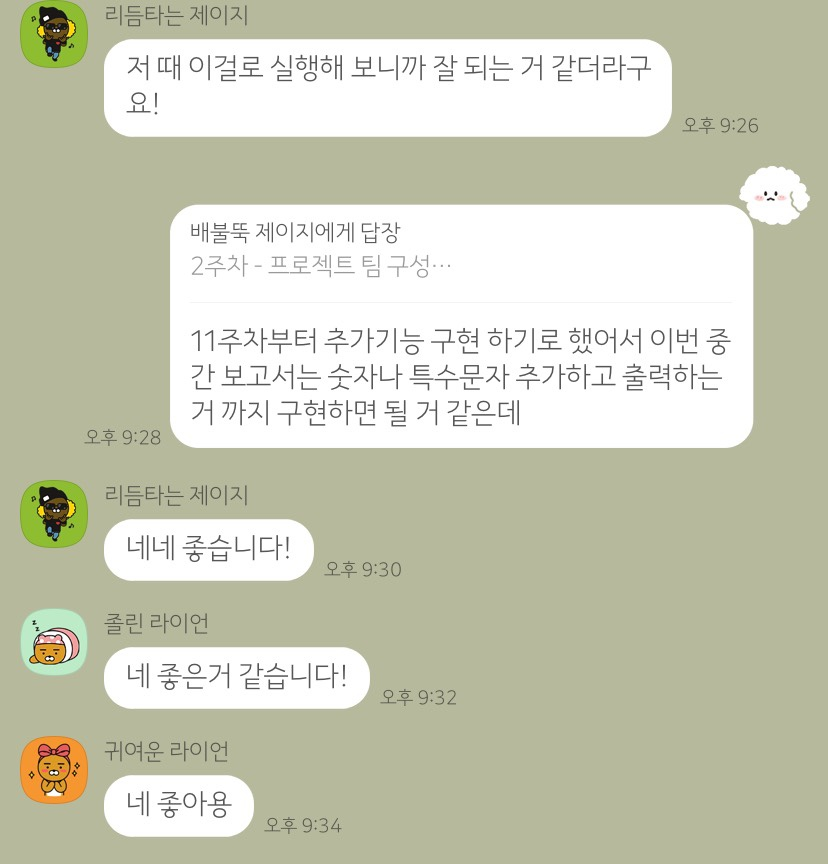 리듬타는 제이지
저 때 이걸로 실행해 보니까 잘 되는 거 같더라구
요!
오후 9:26
배불뚝 제이지에게 답장
2주차 - 프로젝트 팀 구성…
11주차부터 추가기능 구현 하기로 했어서 이번 중
간 보고서는 숫자나 특수문자 추가하고 출력하는
거 까지 구현하면 될 거 같은데
오후 9:28
리듬타는 제이지
네네 좋습니다!
오후 9:30
졸린 라이언
네 좋은거 같습니다!
오후 9:32
귀여운 라이언
네 좋아용
오후 9:34